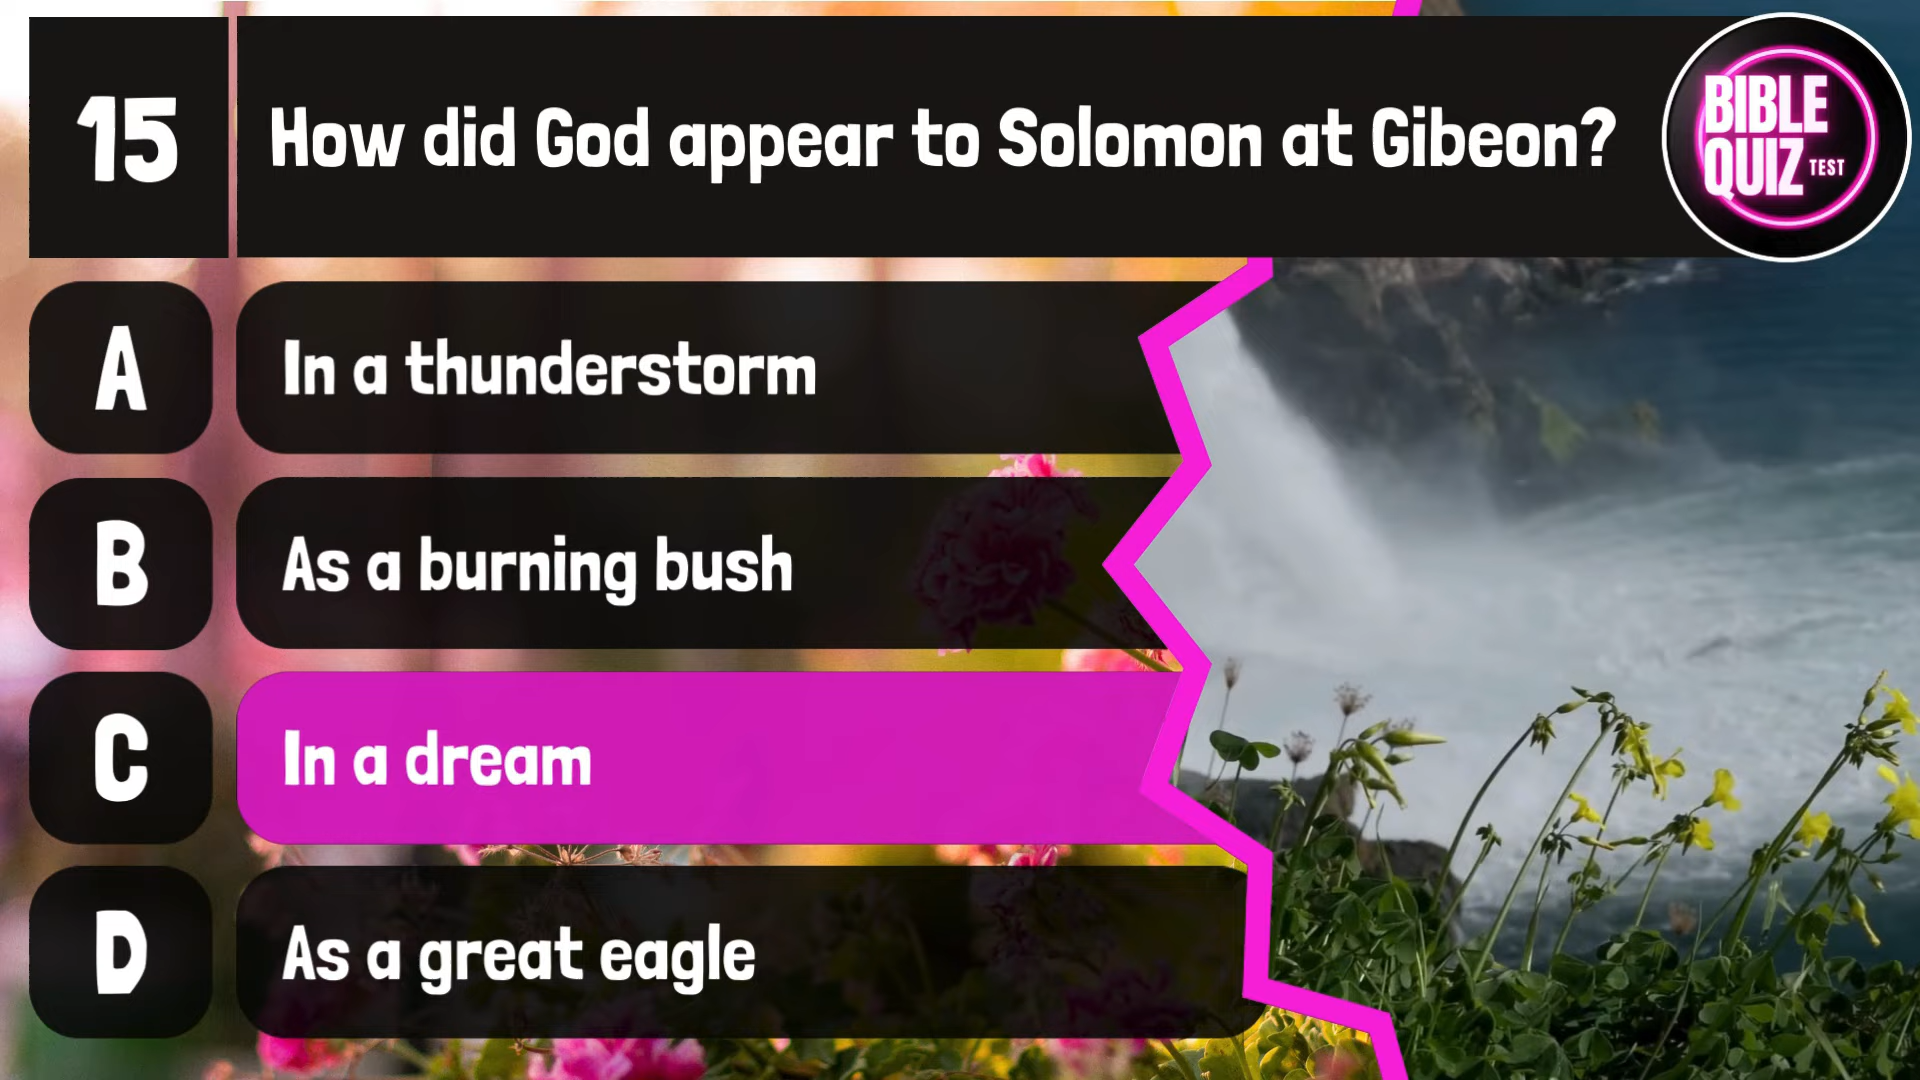 15
How did God appear to Solomon at Gibeon?
BIBLE
QUIZ TEST
A
In a thunderstorm
B
As a burning bush
C
In a dream
D
As a great eagle